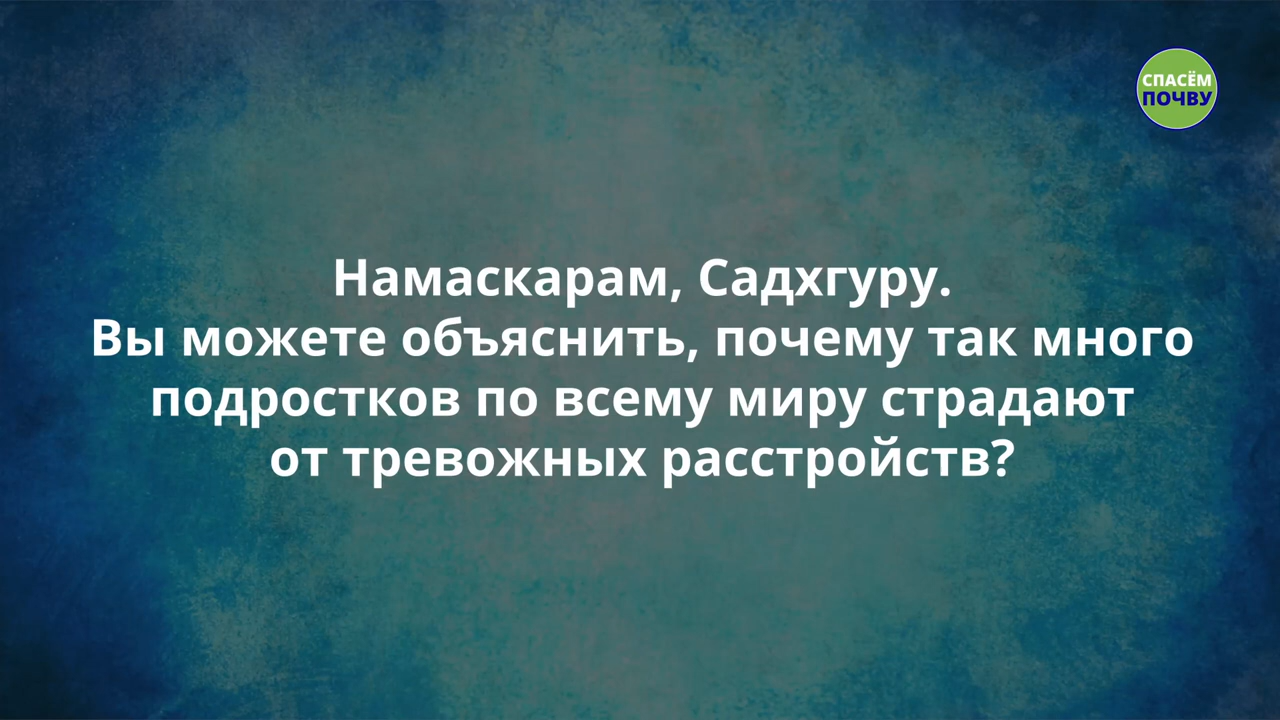 СПАСЁМ
ПОЧВУ
Намаскарам, Садхгуру.
Вы можете объяснить, почему так много
подростков по всему миру страдают
от тревожных расстройств?